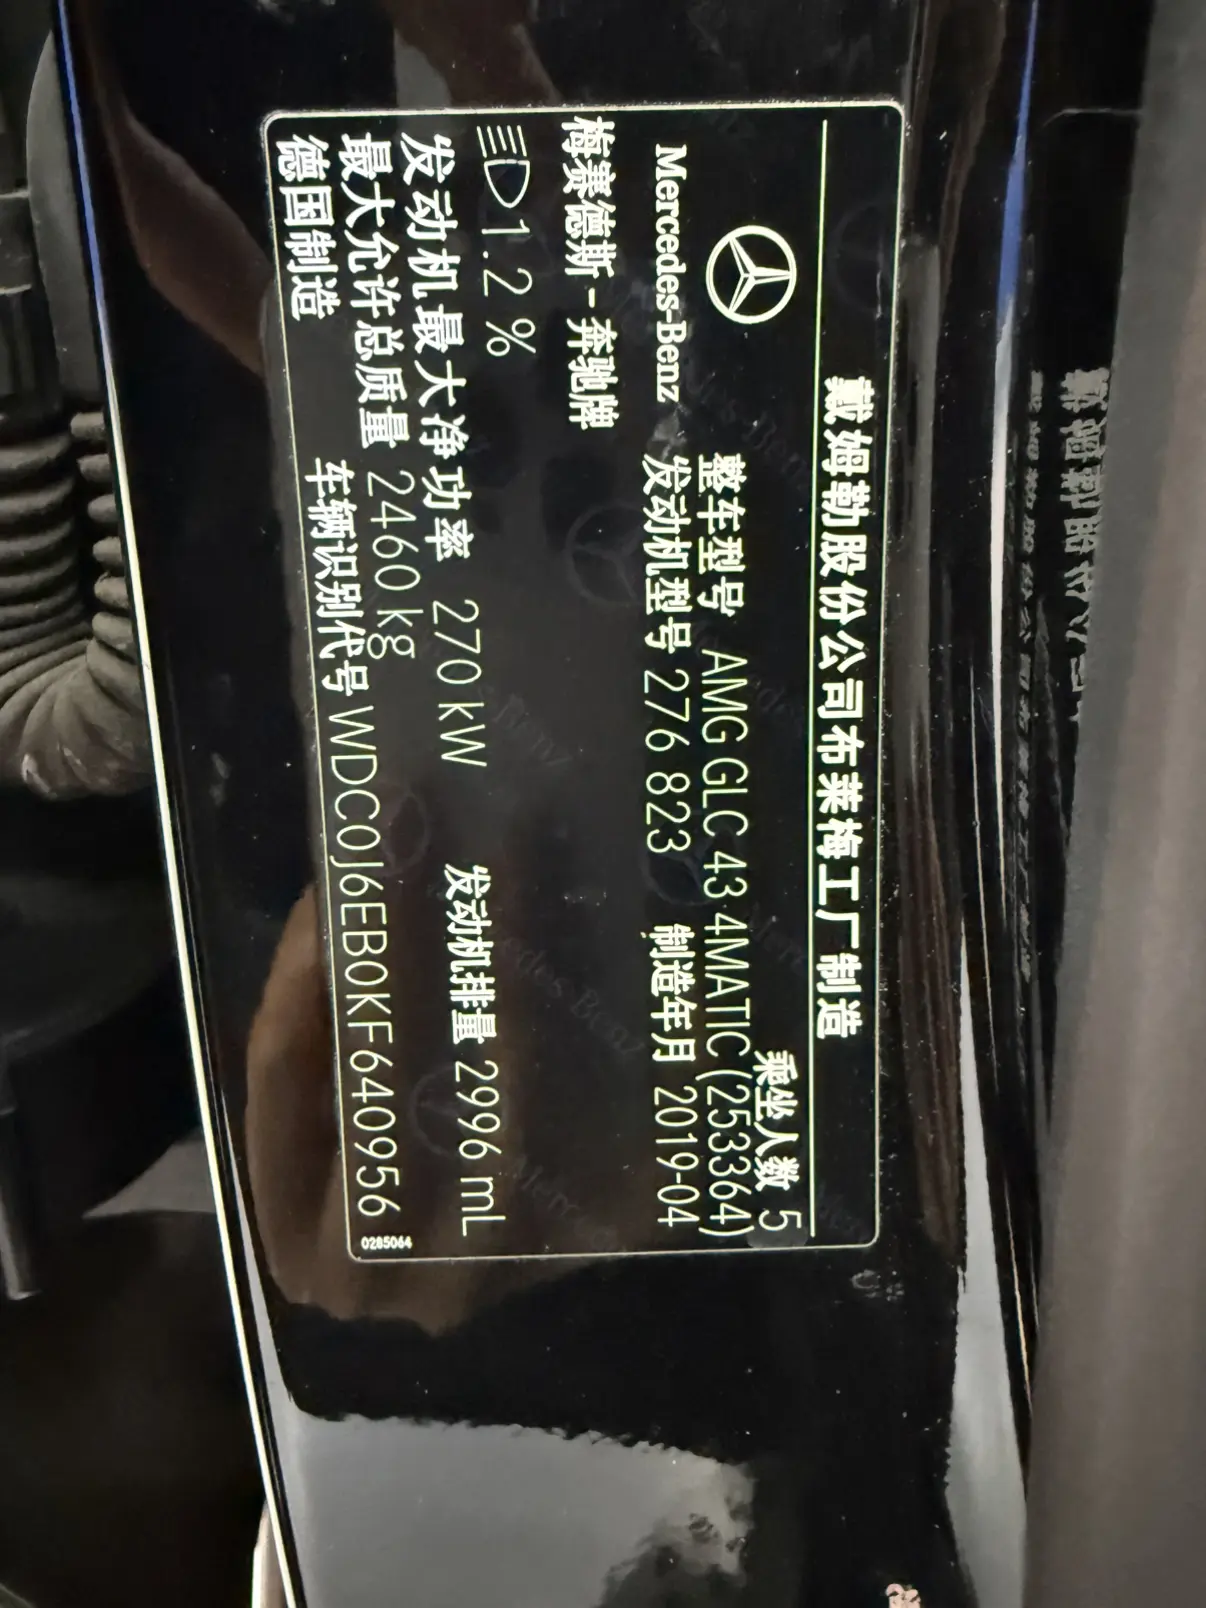 戴姆勒股份公司布莱梅工厂制造
乘坐人数 5
Mercedes-Benz
整车型号 AMG GLC 43 4MATIC (253364)
发动机型号 276 823 制造年月 2019-04
梅赛德斯-奔驰牌
1.2 %
发动机最大净功率 270 kW 发动机排量 2996 mL
最大允许总质量 2460 kg
德国制造 车辆识别代号 WDC0J6EB0KF640956
0285064